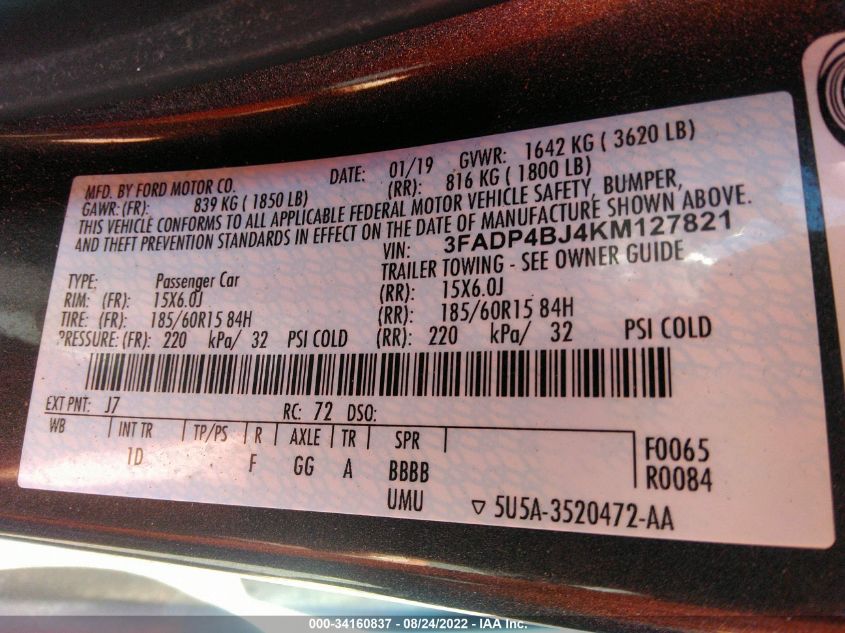 MFD. BY FORD MOTOR CO. DATE: 01/19 GVWR: 1642 KG ( 3620 LB)
GAWR: (FR): 839 KG ( 1850 LB) (RR): 816 KG ( 1800 LB)
THIS VEHICLE CONFORMS TO ALL APPLICABLE FEDERAL MOTOR VEHICLE SAFETY, BUMPER,
AND THEFT PREVENTION STANDARDS IN EFFECT ON THE DATE OF MANUFACTURE SHOWN ABOVE.
VIN: 3FADP4BJ4KM127821
TYPE: Passenger Car TRAILER TOWING - SEE OWNER GUIDE
RIM: (FR): 15X6.0J (RR): 15X6.0J
TIRE: (FR): 185/60R15 84H (RR): 185/60R15 84H
PRESSURE: (FR): 220 kPa/ 32 PSI COLD (RR): 220 kPa/ 32 PSI COLD
EXT PNT: J7 RC: 72 DSO:
WB INT TR TP/PS R AXLE TR SPR F0065
1D F GG A BBBB R0084
UMU ▽ 5U5A-3520472-AA
000-34160837 - 08/24/2022 - IAA Inc.